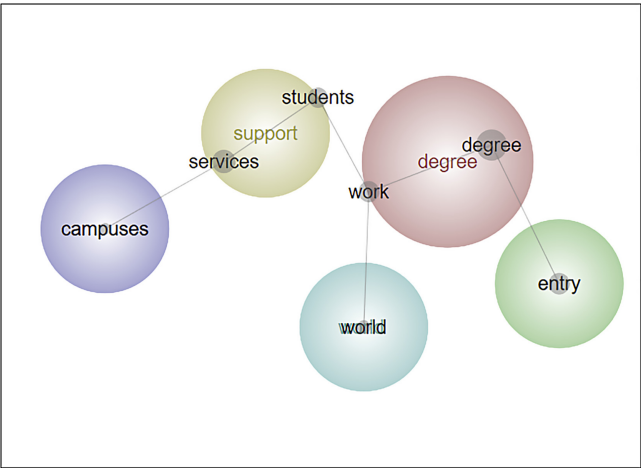 students
support
services
degree
degree
work
campuses
entry
world